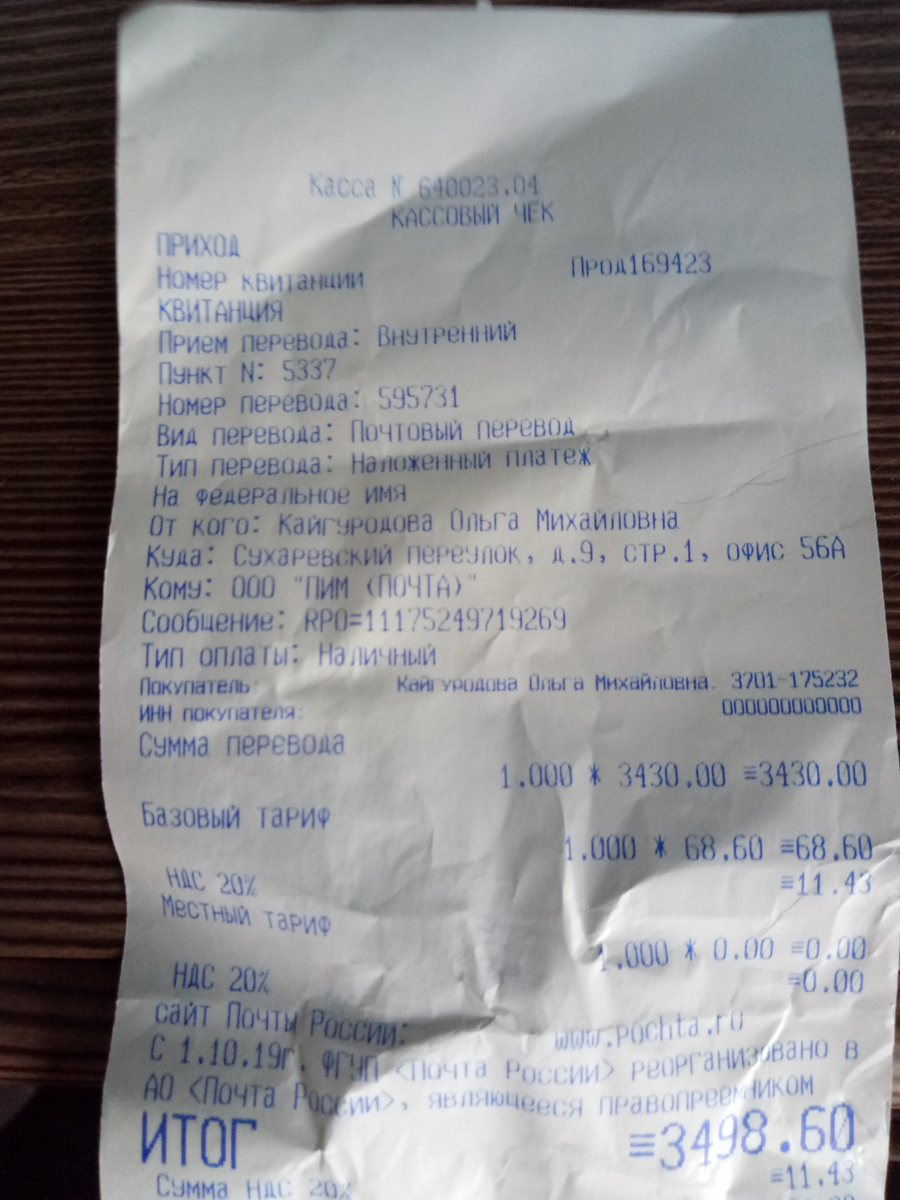 Касса N 640023.04
КАССОВЫЙ ЧЕК
ПРИХОД
Номер квитанции Прод169423
КВИТАНЦИЯ
Прием перевода: Внутренний
Пункт N: 5337
Номер перевода: 595731
Вид перевода: Почтовый перевод
Тип перевода: Наложенный платеж
На федеральное имя
От кого: Кайгуродова Ольга Михайловна
Куда: Сухаревский переулок, д.9, стр.1, офис 56А
Кому: ООО "ПИМ (ПОЧТА)"
Сообщение: RPO=11175249719269
Тип оплаты: Наличный
Покупатель: Кайгуродова Ольга Михайловна. 3701-175232
ИНН покупателя: 000000000000
Сумма перевода
1.000 * 3430.00 ≡3430.00
Базовый тариф
1.000 * 68.60 ≡68.60
НДС 20% ≡11.43
Местный тариф
1.000 * 0.00 ≡0.00
НДС 20% ≡0.00
сайт Почты России: www.pochta.ru
С 1.10.19г. ФГУП <Почта России> реорганизовано в
АО <Почта России>, являющееся правопреемником
ИТОГ ≡3498.60
Сумма НДС 20% ≡11.43